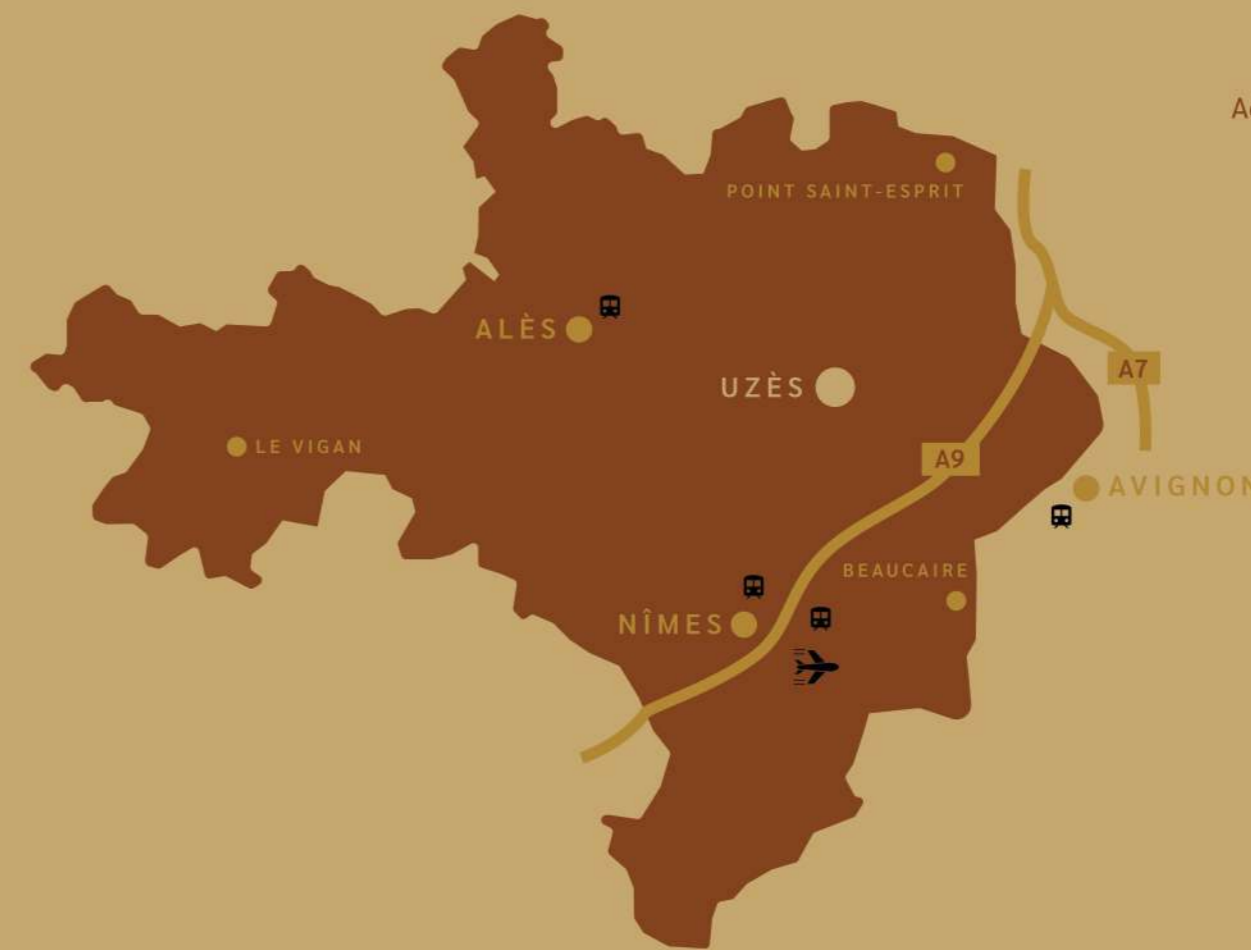 POINT SAINT-ESPRIT
ALÈS
A7
UZÈS
LE VIGAN
A9
AVIGNON
BEAUCAIRE
NÎMES